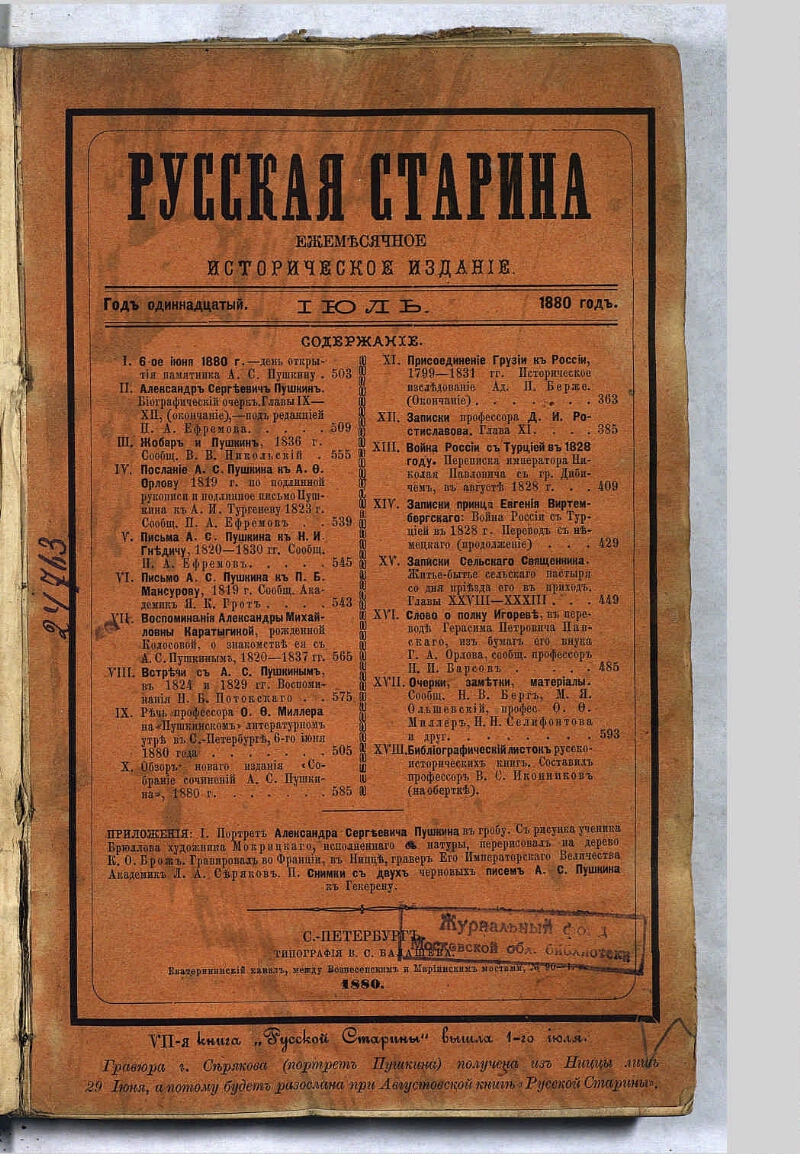 РУССКАЯ СТАРИНА
ЕЖЕМѢСЯЧНОЕ
ИСТОРИЧЕСКОЕ ИЗДАНІЕ.
Годъ одиннадцатый. ІЮЛЬ. 1880 годъ.
СОДЕРЖАНІЕ.
I. 6-ое іюня 1880 г.—день откры-
тія памятника А. С. Пушкину . 503
II. Александръ Сергѣевичъ Пушкинъ.
Біографическій очеркъ. Главы IX—
XII, (окончаніе),—подъ редакціей
П. А. Ефремова. . . . . . 509
III. Жобаръ и Пушкинъ, 1836 г.
Сообщ. В. В. Никольскій . 555
IV. Посланіе А. С. Пушкина къ А. Ѳ.
Орлову 1819 г. по подлинной
рукописи и подлинное письмо Пуш-
кина къ А. И. Тургеневу 1823 г.
Сообщ. П. А. Ефремовъ . . 539
V. Письма А. С. Пушкина къ Н. И.
Гнѣдичу, 1820—1830 гг. Сообщ.
П. А. Ефремовъ. . . . . . 545
VI. Письмо А. С. Пушкина къ П. Б.
Мансурову, 1819 г. Сообщ. Ака-
демикъ Я. К. Гротъ . . . . . 543
VII. Воспоминанія Александры Михай-
ловны Каратыгиной, рожденной
Колосовой, о знакомствѣ ея съ
А. С. Пушкинымъ, 1820—1837 гг. 565
VIII. Встрѣчи съ А. С. Пушкинымъ,
въ 1824 и 1829 гг. Воспоми-
нанія Н. Б. Потокскаго . . 575
IX. Рѣчь профессора О. Ѳ. Миллера
на «Пушкинскомъ» литературномъ
утрѣ въ С.-Петербургѣ, 6-го іюня
1880 года . . . . . . . . 505
X. Обзоръ новаго изданія «Со-
браніе сочиненій А. С. Пушки-
на», 1880 г. . . . . . . . 585
XI. Присоединеніе Грузіи къ Россіи,
1799—1831 гг. Историческое
изслѣдованіе Ад. П. Берже.
(Окончаніе) . . . . . . . . 363
XII. Записки профессора Д. И. Ро-
стиславова. Глава XI. . . . . 385
XIII. Война Россіи съ Турціей въ 1828
году. Переписка императора Ни-
колая Павловича съ гр. Диби-
чемъ, въ августѣ 1828 г. . . 409
XIV. Записки принца Евгенія Виртем-
бергскаго: Война Россіи съ Тур-
ціей въ 1828 г. Переводъ съ нѣ-
мецкаго (продолженіе) . . . 429
XV. Записки Сельскаго Священника.
Житье-бытье сельскаго пастыря
со дня пріѣзда его въ приходъ.
Главы XXVIII—XXXIII . . . 449
XVI. Слово о полку Игоревѣ, въ пере-
водѣ Герасима Петровича Пав-
скаго, изъ бумагъ его внука
Г. А. Орлова, сообщ. профессоръ
Н. И. Барсовъ . . . . . 485
XVII. Очерки, замѣтки, матеріалы.
Сообщ. Н. В. Бергъ, М. Я.
Ольшевскій, профес. О. Ѳ.
Миллеръ, Н. Н. Селифонтова
и друг. . . . . . . . . 593
XVIII. Библіографическій листокъ русско-
историческихъ книгъ. Составилъ
профессоръ В. С. Иконниковъ
(на оберткѣ).
ПРИЛОЖЕНІЯ: I. Портретъ Александра Сергѣевича Пушкина въ гробу. Съ рисунка ученика
Брюллова художника Мокрицкаго, исполненнаго съ натуры, перерисовалъ на дерево
К. О. Брожъ. Гравировалъ во Франціи, въ Ниццѣ, граверъ Его Императорскаго Величества
Академикъ Л. А. Сѣряковъ. II. Снимки съ двухъ черновыхъ писемъ А. С. Пушкина
къ Гекерену.
С.-ПЕТЕРБУРГЪ.
ТИПОГРАФІЯ В. С. БАЛАШЕВА.
Екатерининскій каналъ, между Вознесенскимъ и Маріинскимъ мостами, № 90—1.
1880.
Журнальный фонд
Московской обл. библиотеки
VII-я книга „Русской Старины" вышла 1-го іюля.
Гравюра г. Сѣрякова (портретъ Пушкина) получена изъ Ниццы лишь
29 Іюня, а потому будетъ разослана при Августовской книгѣ «Русской Старины».
24763